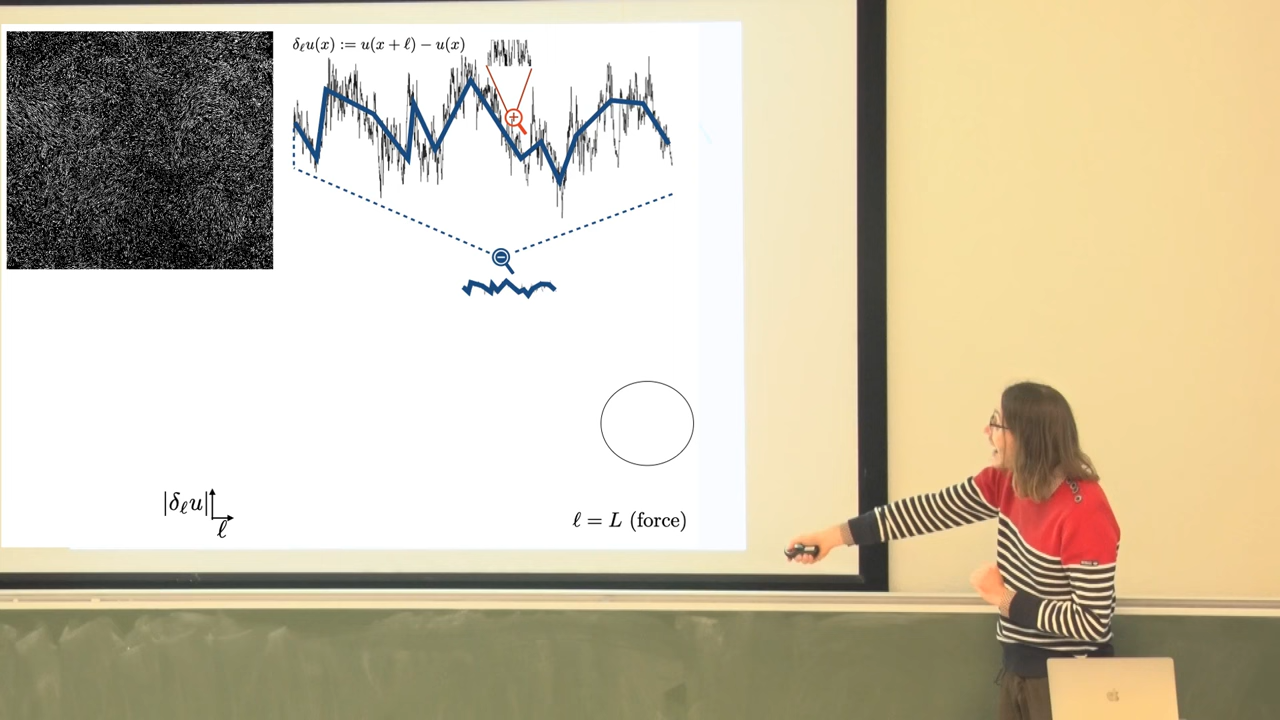 δ_ℓu(x) := u(x + ℓ) − u(x)
|δ_ℓu|
ℓ
ℓ = L (force)